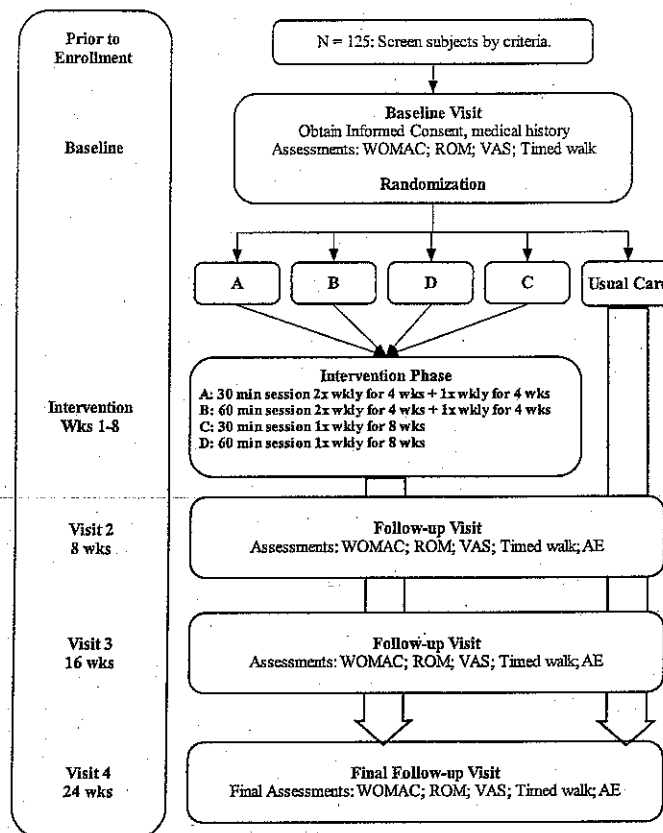 Prior to
Enrollment
N = 125: Screen subjects by criteria.
Baseline
Baseline Visit
Obtain Informed Consent, medical history
Assessments: WOMAC; ROM; VAS; Timed walk
Randomization
A
B
D
C
Usual Care
Intervention
Wks 1-8
Intervention Phase
A: 30 min session 2x wkly for 4 wks + 1x wkly for 4 wks
B: 60 min session 2x wkly for 4 wks + 1x wkly for 4 wks
C: 30 min session 1x wkly for 8 wks
D: 60 min session 1x wkly for 8 wks
Visit 2
8 wks
Follow-up Visit
Assessments: WOMAC; ROM; VAS; Timed walk; AE
Visit 3
16 wks
Follow-up Visit
Assessments: WOMAC; ROM; VAS; Timed walk; AE
Visit 4
24 wks
Final Follow-up Visit
Final Assessments: WOMAC; ROM; VAS; Timed walk; AE